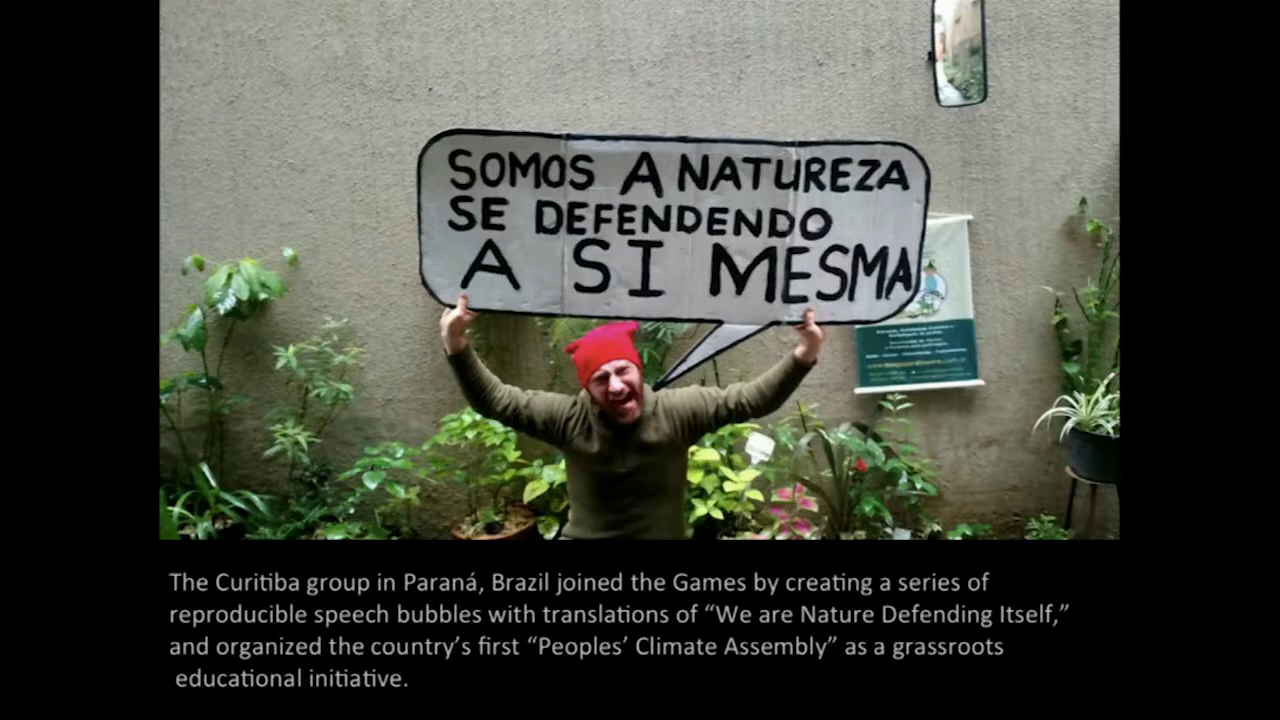 SOMOS A NATUREZA
SE DEFENDENDO
A SI MESMA
The Curitiba group in Paraná, Brazil joined the Games by creating a series of
reproducible speech bubbles with translations of “We are Nature Defending Itself,”
and organized the country’s first “Peoples’ Climate Assembly” as a grassroots
educational initiative.